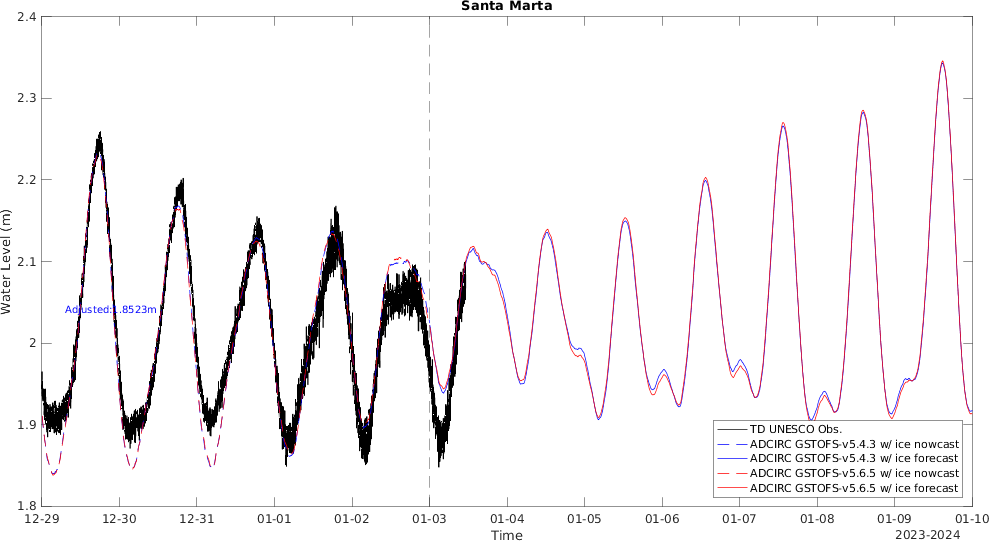 Santa Marta
2.4
2.3
2.2
2.1
2
1.9
1.8
Water Level (m)
Adjusted:1.8523m
TD UNESCO Obs.
ADCIRC GSTOFS-v5.4.3 w/ ice nowcast
ADCIRC GSTOFS-v5.4.3 w/ ice forecast
ADCIRC GSTOFS-v5.6.5 w/ ice nowcast
ADCIRC GSTOFS-v5.6.5 w/ ice forecast
12-29 12-30 12-31 01-01 01-02 01-03 01-04 01-05 01-06 01-07 01-08 01-09 01-10
Time
2023-2024